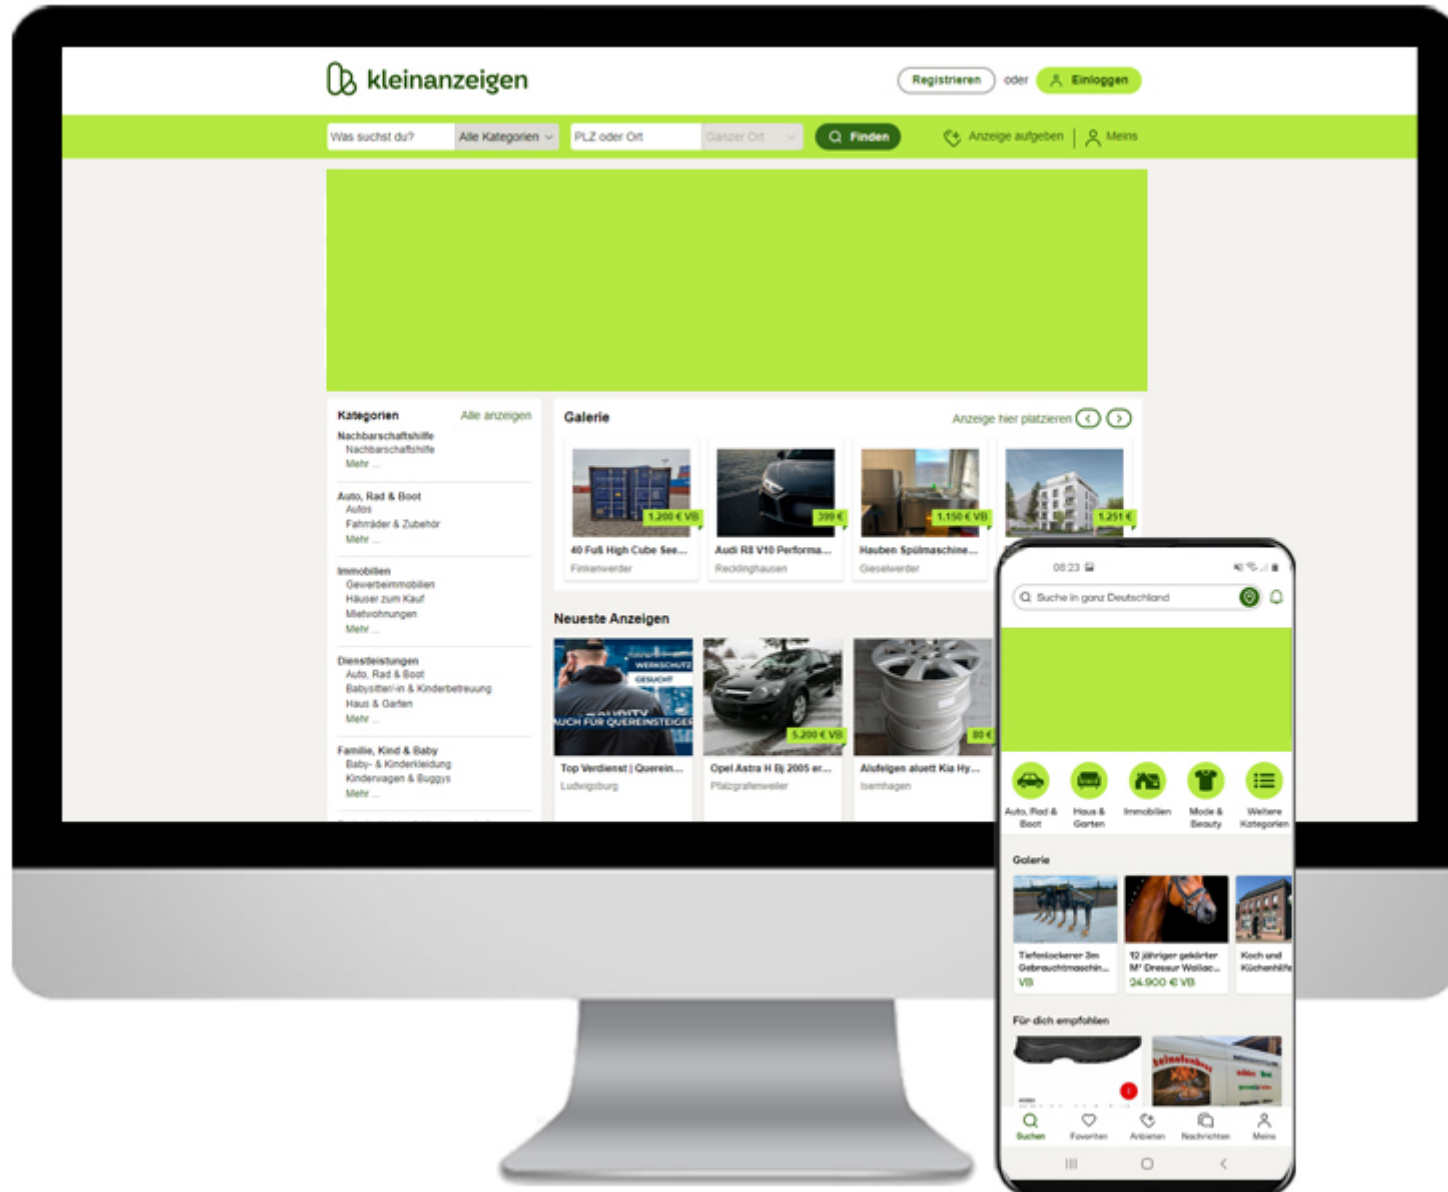 kleinanzeigen
Registrieren oder Einloggen
Was suchst du? Alle Kategorien PLZ oder Ort Ganzer Ort Finden Anzeige aufgeben Meins
Kategorien Alle anzeigen
Nachbarschaftshilfe
Nachbarschaftshilfe
Mehr ...
Auto, Rad & Boot
Autos
Fahrräder & Zubehör
Mehr ...
Immobilien
Gewerbeimmobilien
Häuser zum Kauf
Mietwohnungen
Mehr ...
Dienstleistungen
Auto, Rad & Boot
Babysitter/-in & Kinderbetreuung
Haus & Garten
Mehr ...
Familie, Kind & Baby
Baby- & Kinderkleidung
Kinderwagen & Buggys
Mehr ...
Galerie Anzeige hier platzieren
1.200 € VB
40 Fuß High Cube See...
Finkenwerder
399 €
Audi R8 V10 Performa...
Recklinghausen
1.150 € VB
Hauben Spülmaschine...
Gieselwerder
1.251 €
Neueste Anzeigen
WERKSCHUTZ
GESUCHT
AUCH FÜR QUEREINSTEIGER
Top Verdienst | Querein...
Ludwigsburg
5.200 € VB
Opel Astra H Bj 2005 er...
Pfalzgrafenweiler
80 €
Alufelgen aluett Kia Hy...
Isernhagen
08:23
Suche in ganz Deutschland
Auto, Rad &
Boot
Haus &
Garten
Immobilien
Mode &
Beauty
Weitere
Kategorien
Galerie
Tiefenlockerer 3m
Gebrauchtmaschin...
VB
12 jähriger gekörter
M* Dressur Wallac...
24.900 € VB
Koch und
Küchenhilfe
Für dich empfohlen
Suchen Favoriten Anbieten Nachrichten Meins